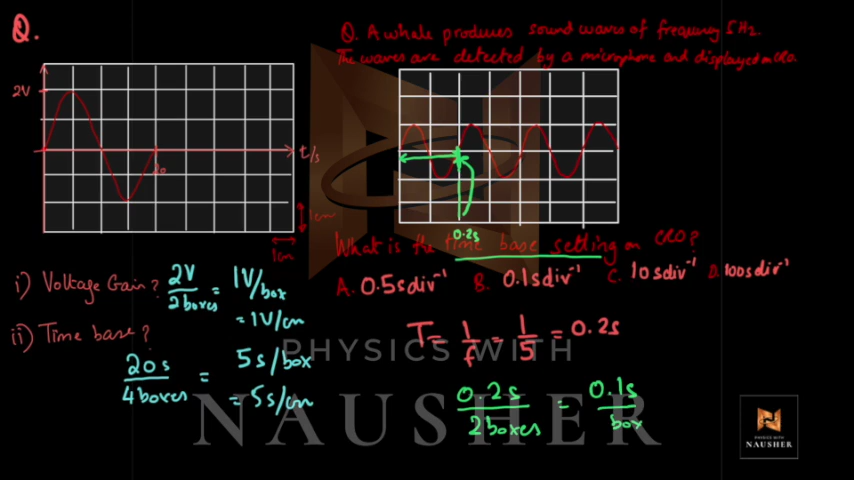 Q.
2V
t/s
20
1cm
1cm
i) Voltage Gain? 2V/2boxes = 1V/box
= 1V/cm
ii) Time base?
20s/4boxes = 5s/box
= 5s/cm
Q. A whale produces sound waves of frequency 5Hz.
The waves are detected by a microphone and displayed on CRO.
0.2s
What is the time base setting on CRO?
A. 0.5sdiv⁻¹ B. 0.1sdiv⁻¹ C. 10sdiv⁻¹ D. 100sdiv⁻¹
T = 1/f = 1/5 = 0.2s
0.2s/2boxes = 0.1s/box
PHYSICS WITH
NAUSHER
PHYSICS WITH
NAUSHER